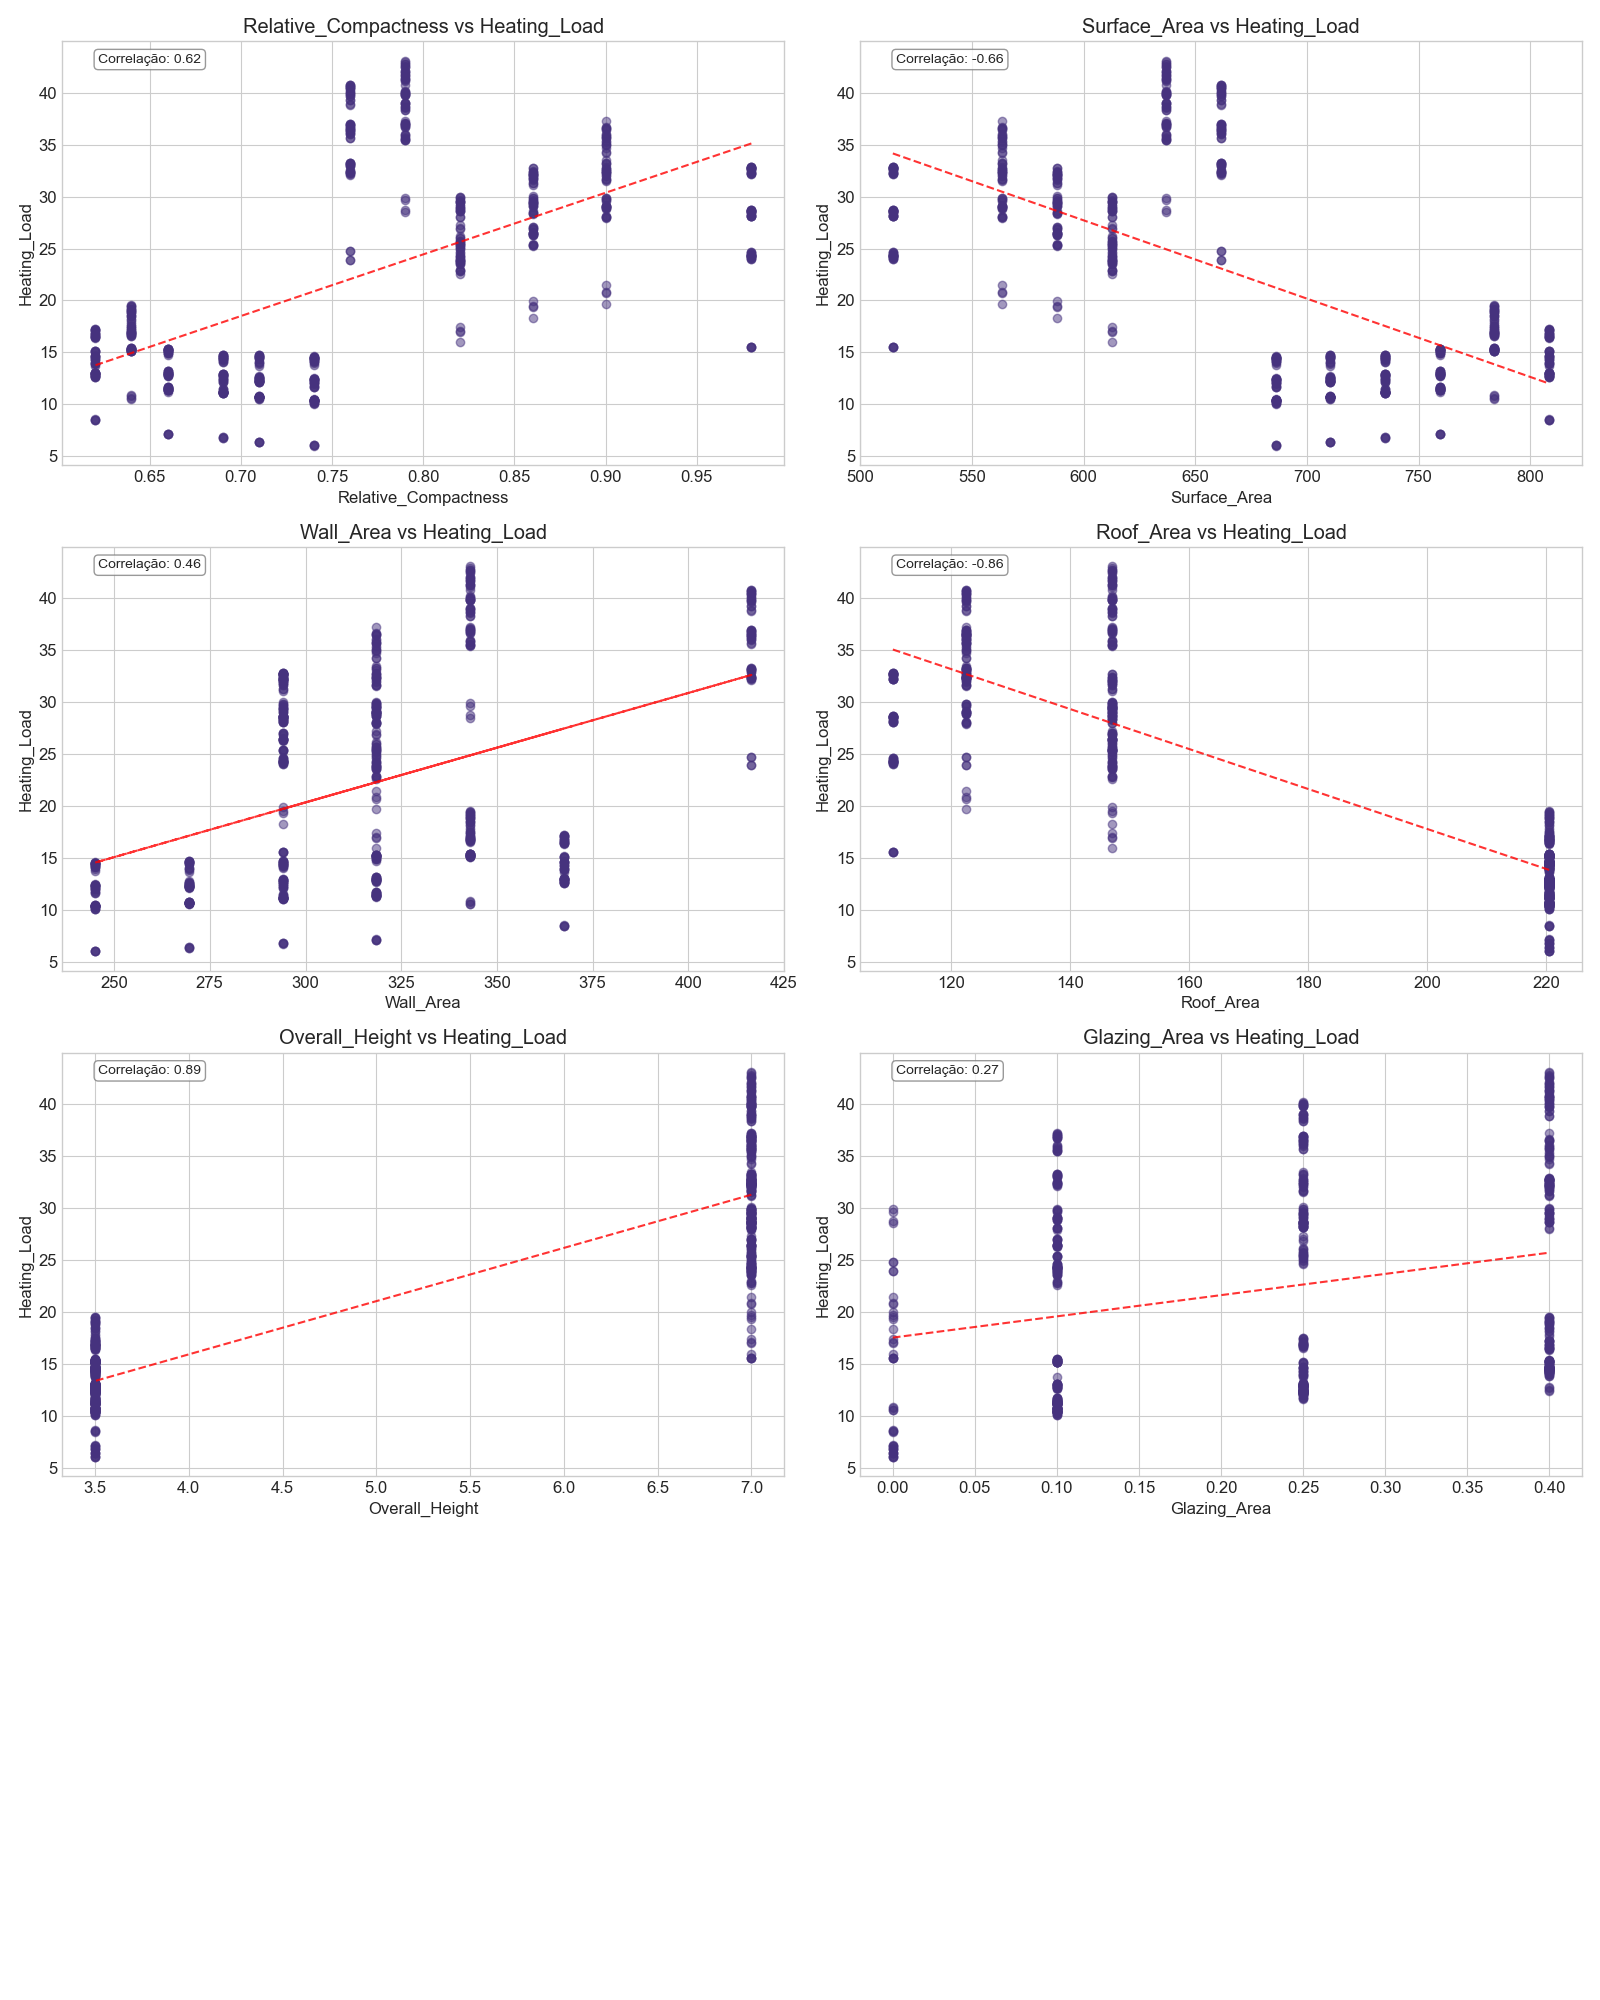 Relative_Compactness vs Heating_Load
Correlação: 0.62
Heating_Load
40
35
30
25
20
15
10
5
0.65 0.70 0.75 0.80 0.85 0.90 0.95
Relative_Compactness
Surface_Area vs Heating_Load
Correlação: -0.66
Heating_Load
40
35
30
25
20
15
10
5
500 550 600 650 700 750 800
Surface_Area
Wall_Area vs Heating_Load
Correlação: 0.46
Heating_Load
40
35
30
25
20
15
10
5
250 275 300 325 350 375 400 425
Wall_Area
Roof_Area vs Heating_Load
Correlação: -0.86
Heating_Load
40
35
30
25
20
15
10
5
120 140 160 180 200 220
Roof_Area
Overall_Height vs Heating_Load
Correlação: 0.89
Heating_Load
40
35
30
25
20
15
10
5
3.5 4.0 4.5 5.0 5.5 6.0 6.5 7.0
Overall_Height
Glazing_Area vs Heating_Load
Correlação: 0.27
Heating_Load
40
35
30
25
20
15
10
5
0.00 0.05 0.10 0.15 0.20 0.25 0.30 0.35 0.40
Glazing_Area